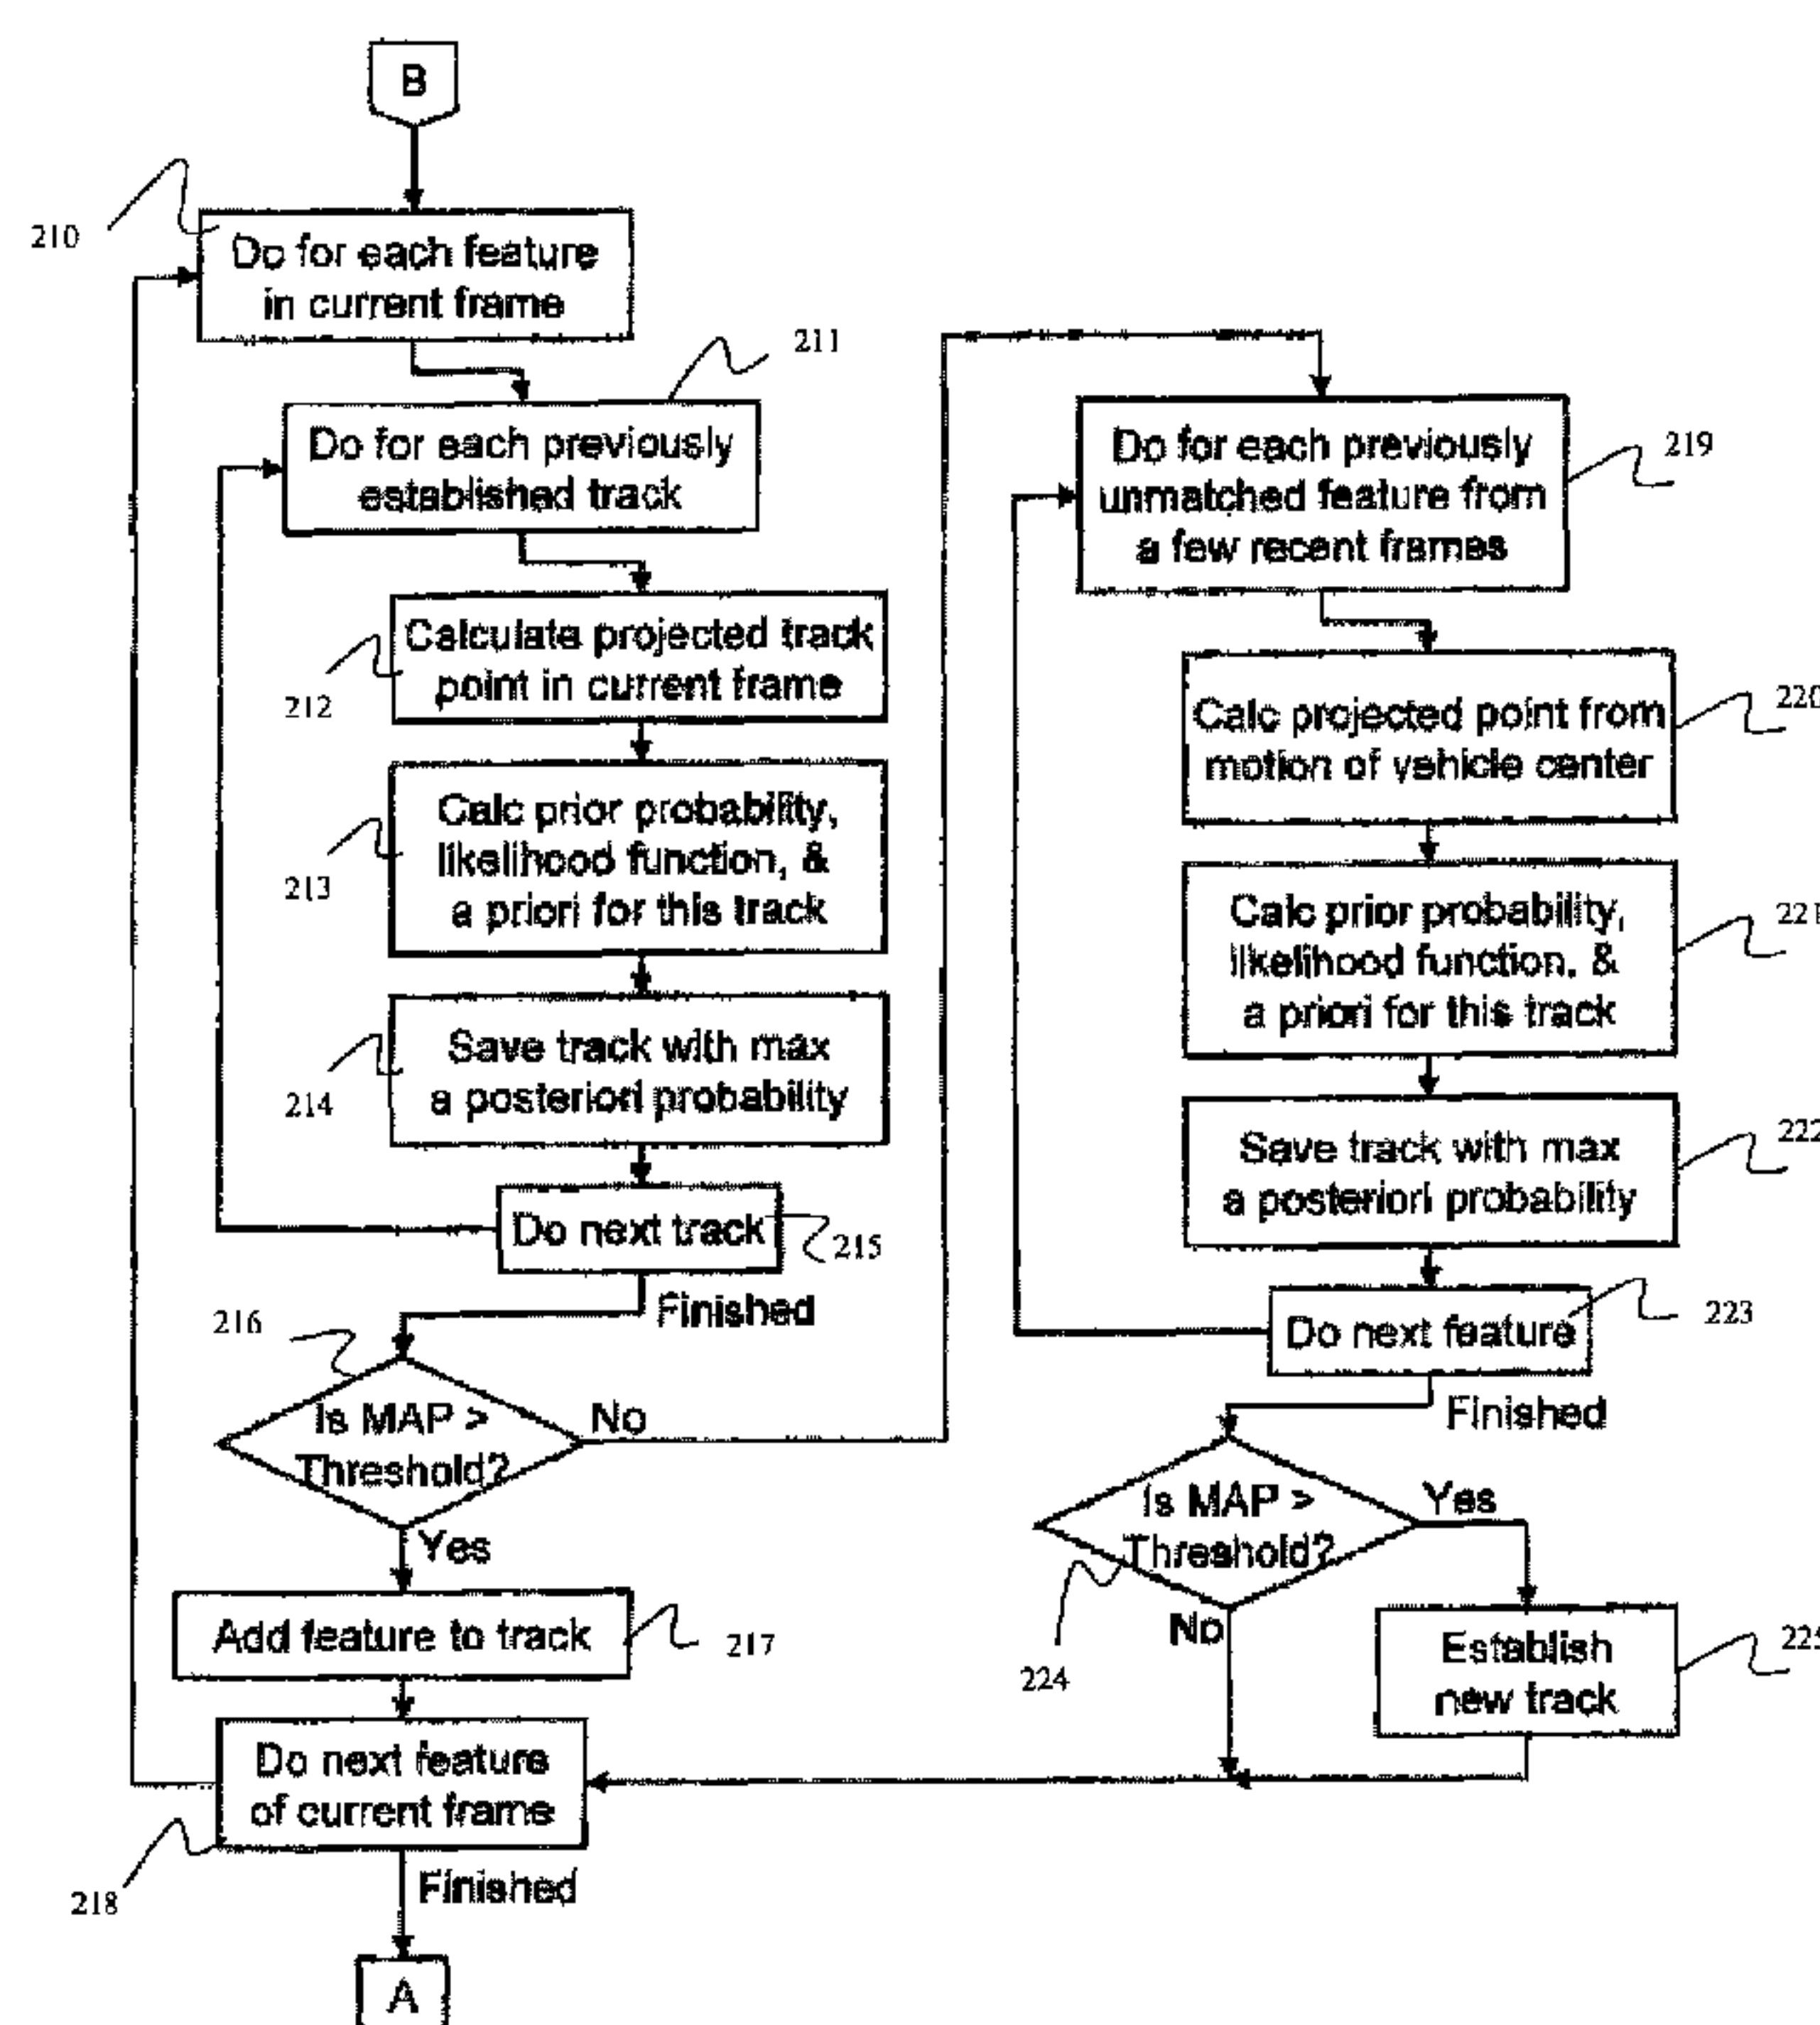 B
210
Do for each feature
in current frame
211
Do for each previously
established track
212
Calculate projected track
point in current frame
213
Calc prior probability,
likelihood function, &
a priori for this track
214
Save track with max
a posteriori probability
Do next track
215
Finished
216
Is MAP >
Threshold?
No
Yes
Add feature to track
217
Do next feature
of current frame
218
Finished
A
Do for each previously
unmatched feature from
a few recent frames
219
Calc projected point from
motion of vehicle center
220
Calc prior probability,
likelihood function, &
a priori for this track
221
Save track with max
a posteriori probability
222
Do next feature
223
Finished
Is MAP >
Threshold?
Yes
No
224
Establish
new track
225